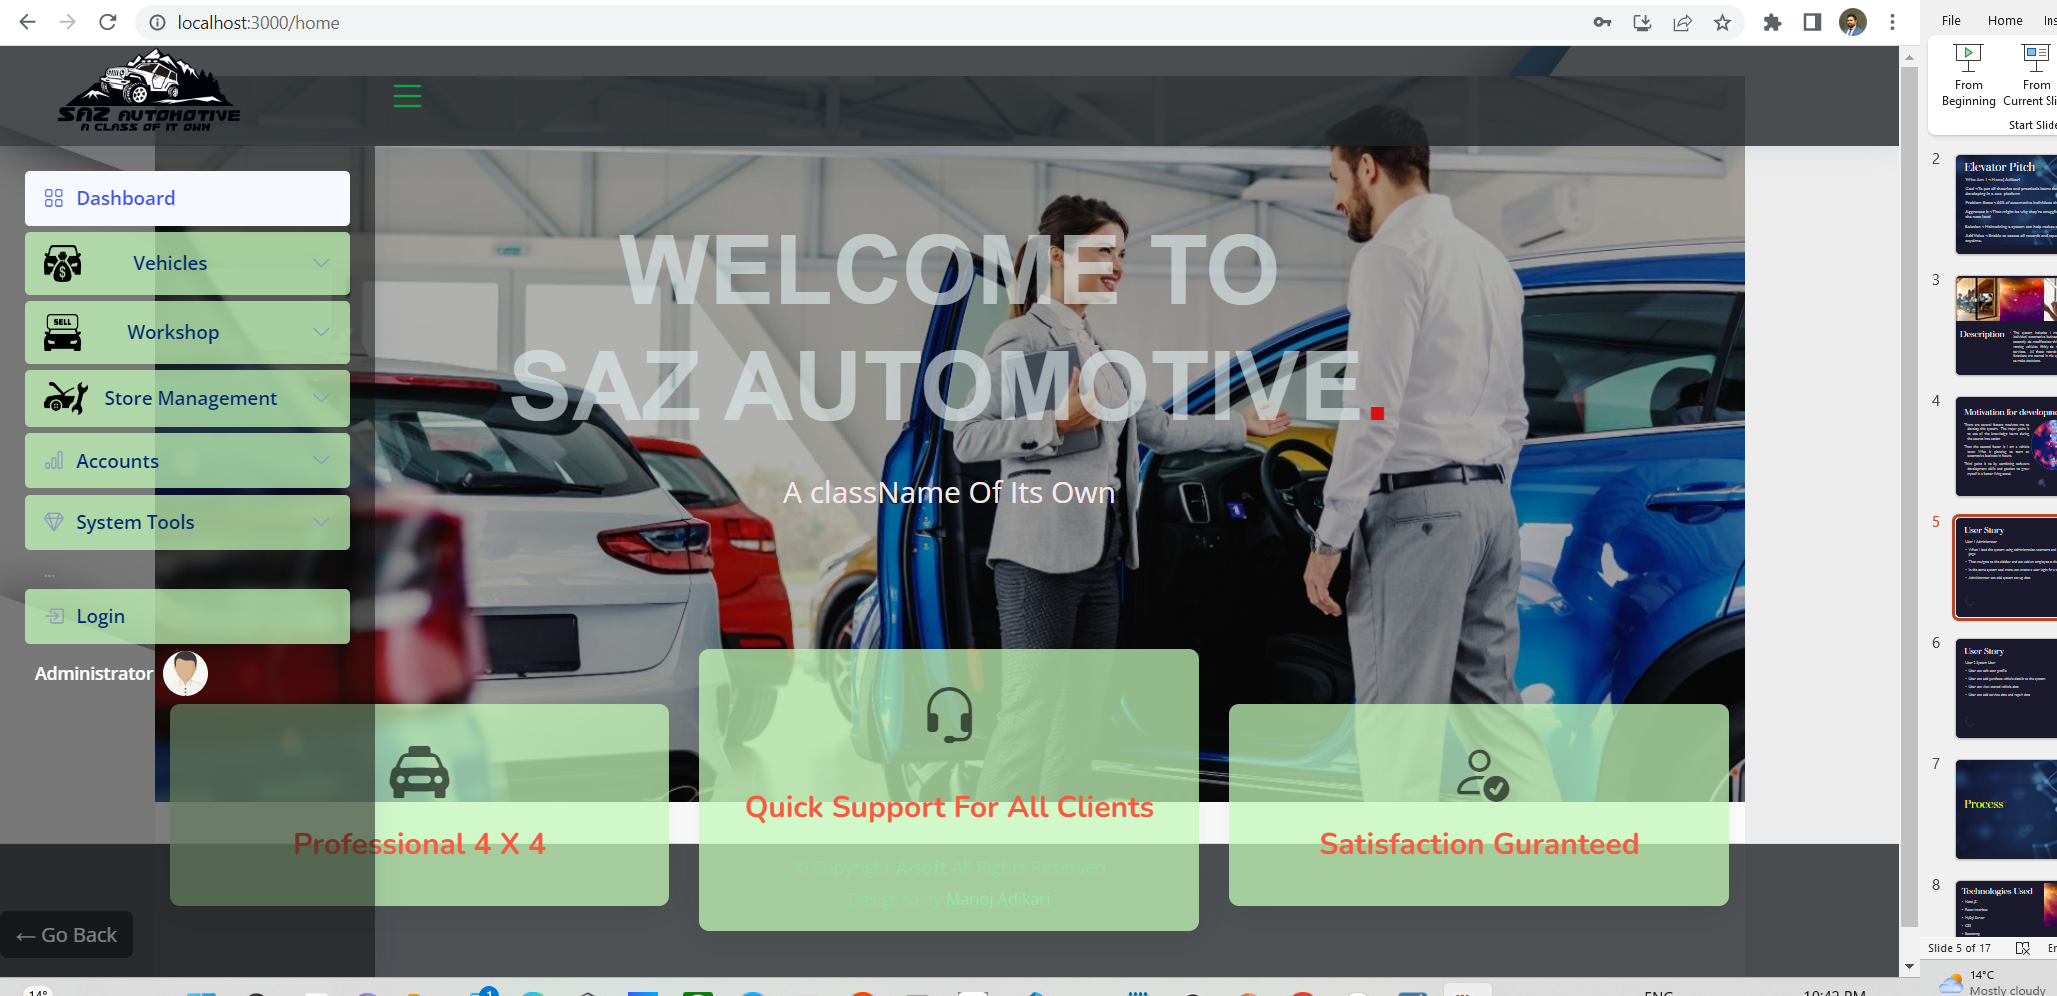 localhost:3000/home
SAZ AUTOMOTIVE
A CLASS OF IT OWN
Dashboard
Vehicles
SELL
Workshop
Store Management
Accounts
System Tools
...
Login
Administrator
← Go Back
WELCOME TO
SAZ AUTOMOTIVE.
A className Of Its Own
Professional 4 X 4
Quick Support For All Clients
Satisfaction Guranteed
© Copyright A-soft All Rights Reserved
Designed by Manoj Adikari
File Home Ins
From Beginning
From Current Sli
Start Slide
2
Elevator Pitch
3
Description
4
Motivation for developme
5
User Story
6
User Story
7
Process
8
Technologies Used
Slide 5 of 17
14°C
Mostly cloudy
14°
1
ENG
10:42 PM